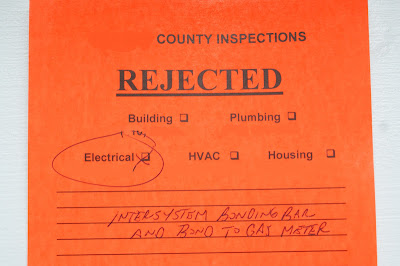 COUNTY INSPECTIONS
REJECTED
Building ☐ Plumbing ☐
Electrical ☒ HVAC ☐ Housing ☐
INTERSYSTEM BONDING BAR
AND BOND TO GAS METER